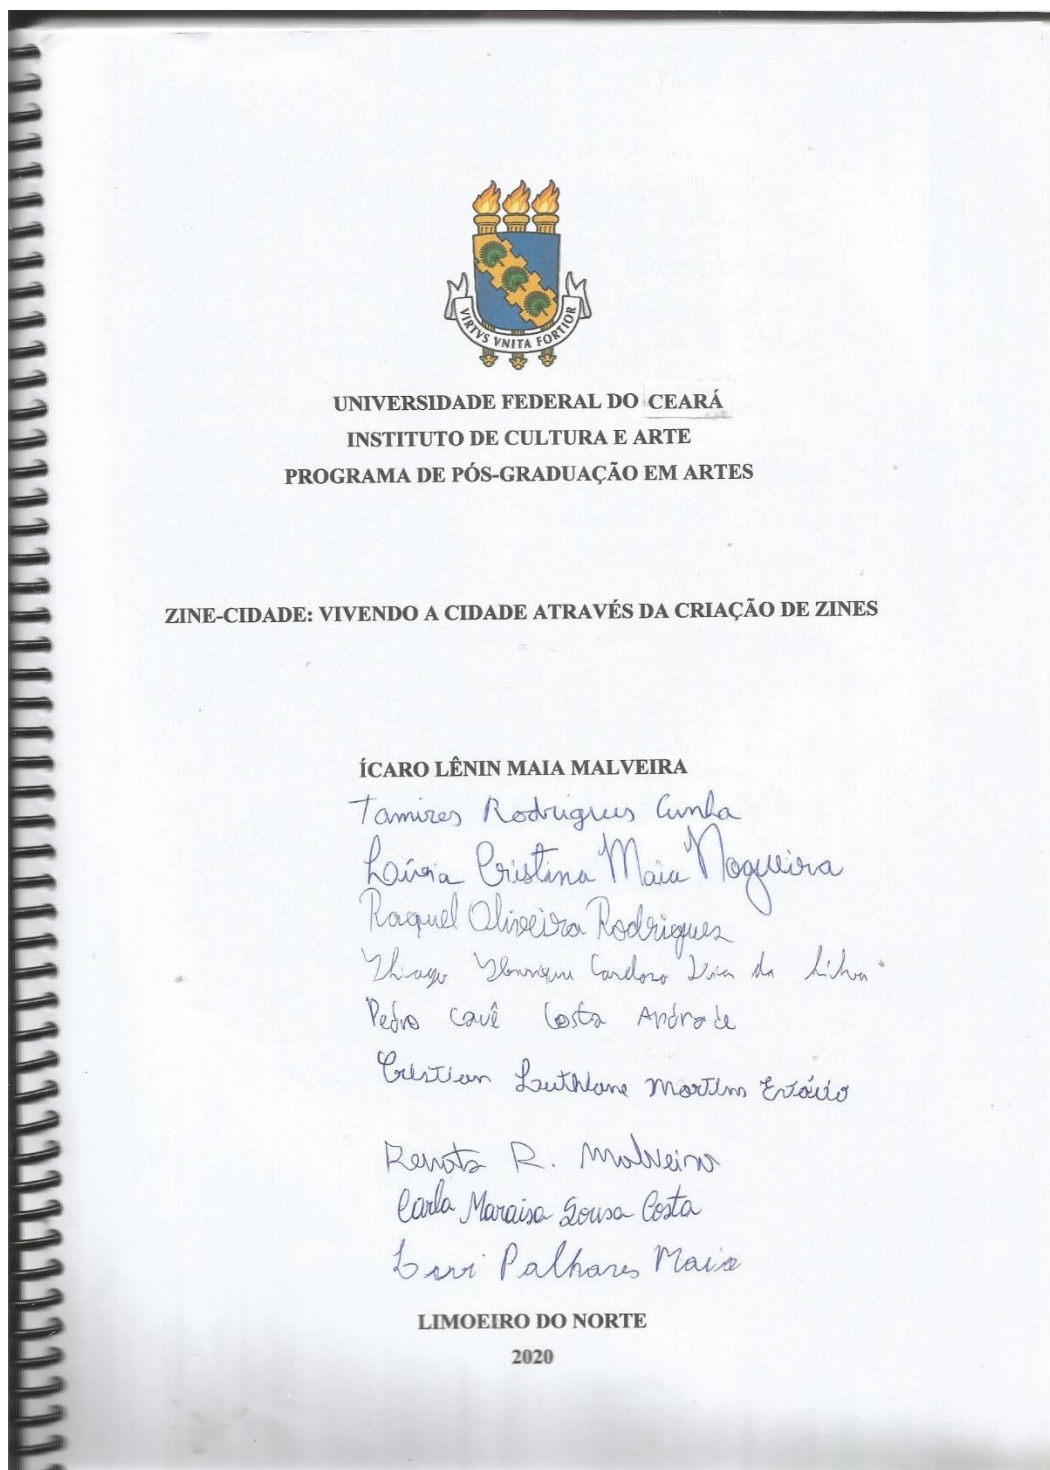 VIRTVS VNITA FORTIOR
UNIVERSIDADE FEDERAL DO CEARÁ
INSTITUTO DE CULTURA E ARTE
PROGRAMA DE PÓS-GRADUAÇÃO EM ARTES
ZINE-CIDADE: VIVENDO A CIDADE ATRAVÉS DA CRIAÇÃO DE ZINES
ÍCARO LÊNIN MAIA MALVEIRA
Tamires Rodrigues Cunha
Cristina Maia Nogueira
Raquel Oliveira Rodrigues
Thiago Henrique Cardoso da Silva
Pedro Cauê Costa Andrade
Cristian Martins
Renata R. Malveira
Carla Maraisa Sousa Costa
Palhares Maia
LIMOEIRO DO NORTE
2020